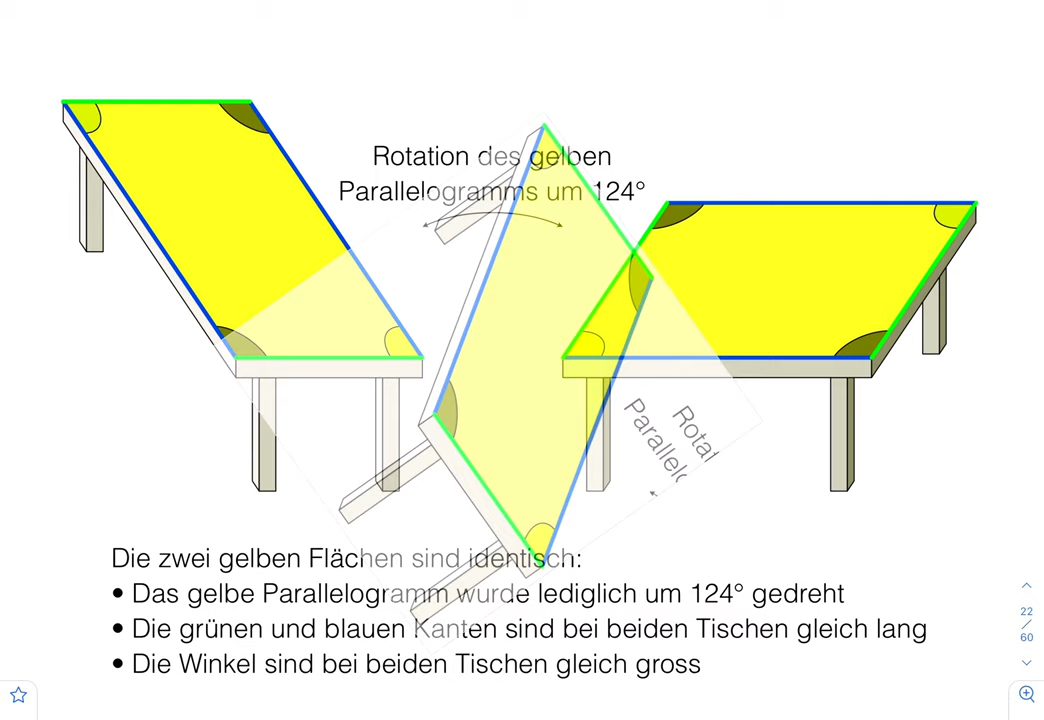 Rotation des gelben
Parallelogramms um 124°
Rotat
Parallelo
Die zwei gelben Flächen sind identisch:
• Das gelbe Parallelogramm wurde lediglich um 124° gedreht
• Die grünen und blauen Kanten sind bei beiden Tischen gleich lang
• Die Winkel sind bei beiden Tischen gleich gross
22
/
60